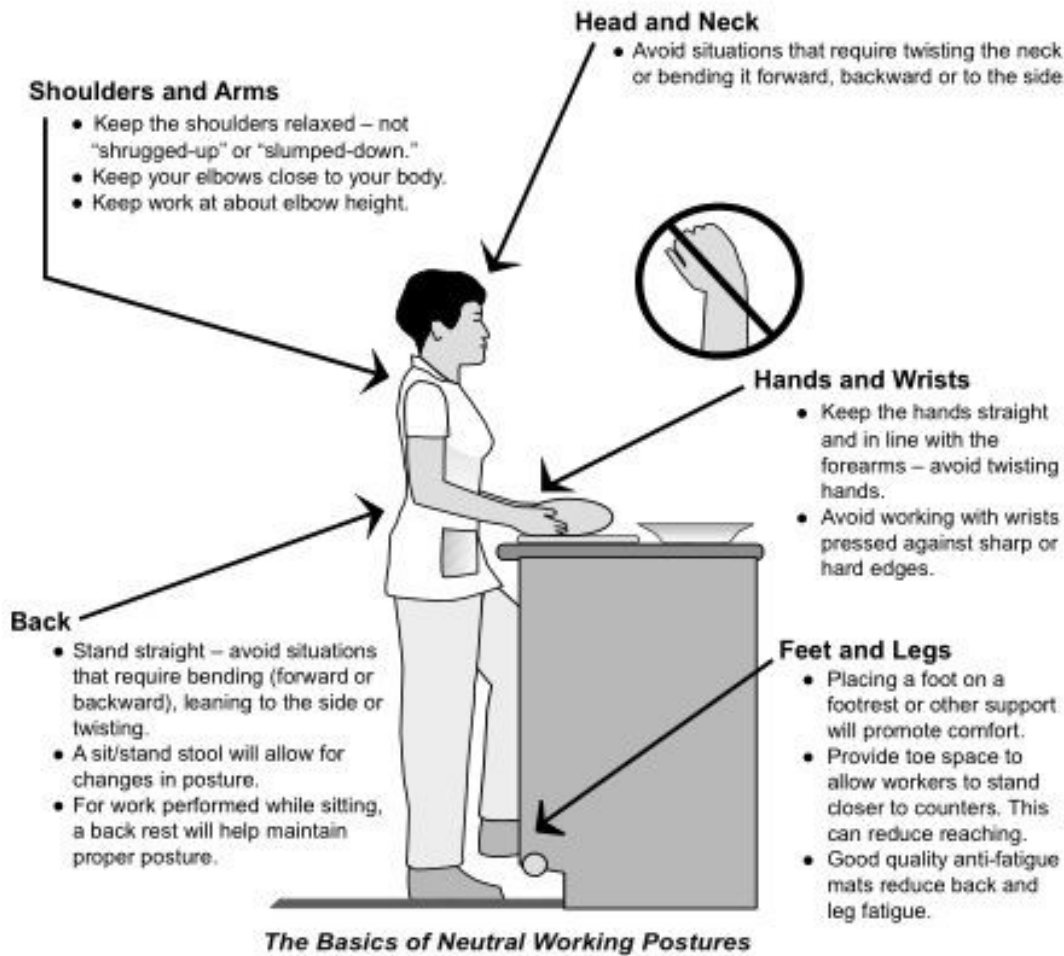 Head and Neck
● Avoid situations that require twisting the neck
or bending it forward, backward or to the side
Shoulders and Arms
● Keep the shoulders relaxed – not
“shrugged-up” or “slumped-down.”
● Keep your elbows close to your body.
● Keep work at about elbow height.
Hands and Wrists
● Keep the hands straight
and in line with the
forearms – avoid twisting
hands.
● Avoid working with wrists
pressed against sharp or
hard edges.
Back
● Stand straight – avoid situations
that require bending (forward or
backward), leaning to the side or
twisting.
● A sit/stand stool will allow for
changes in posture.
● For work performed while sitting,
a back rest will help maintain
proper posture.
Feet and Legs
● Placing a foot on a
footrest or other support
will promote comfort.
● Provide toe space to
allow workers to stand
closer to counters. This
can reduce reaching.
● Good quality anti-fatigue
mats reduce back and
leg fatigue.
The Basics of Neutral Working Postures